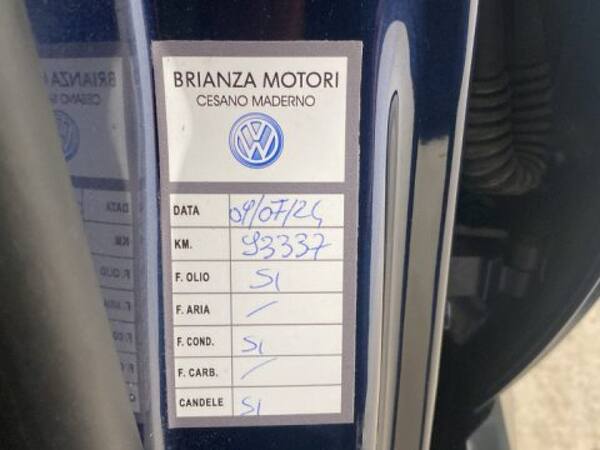 BRIANZA MOTORI
CESANO MADERNO
DATA 09/07/24
KM. 93337
F. OLIO SI
F. ARIA /
F. COND. SI
F. CARB. /
CANDELE SI